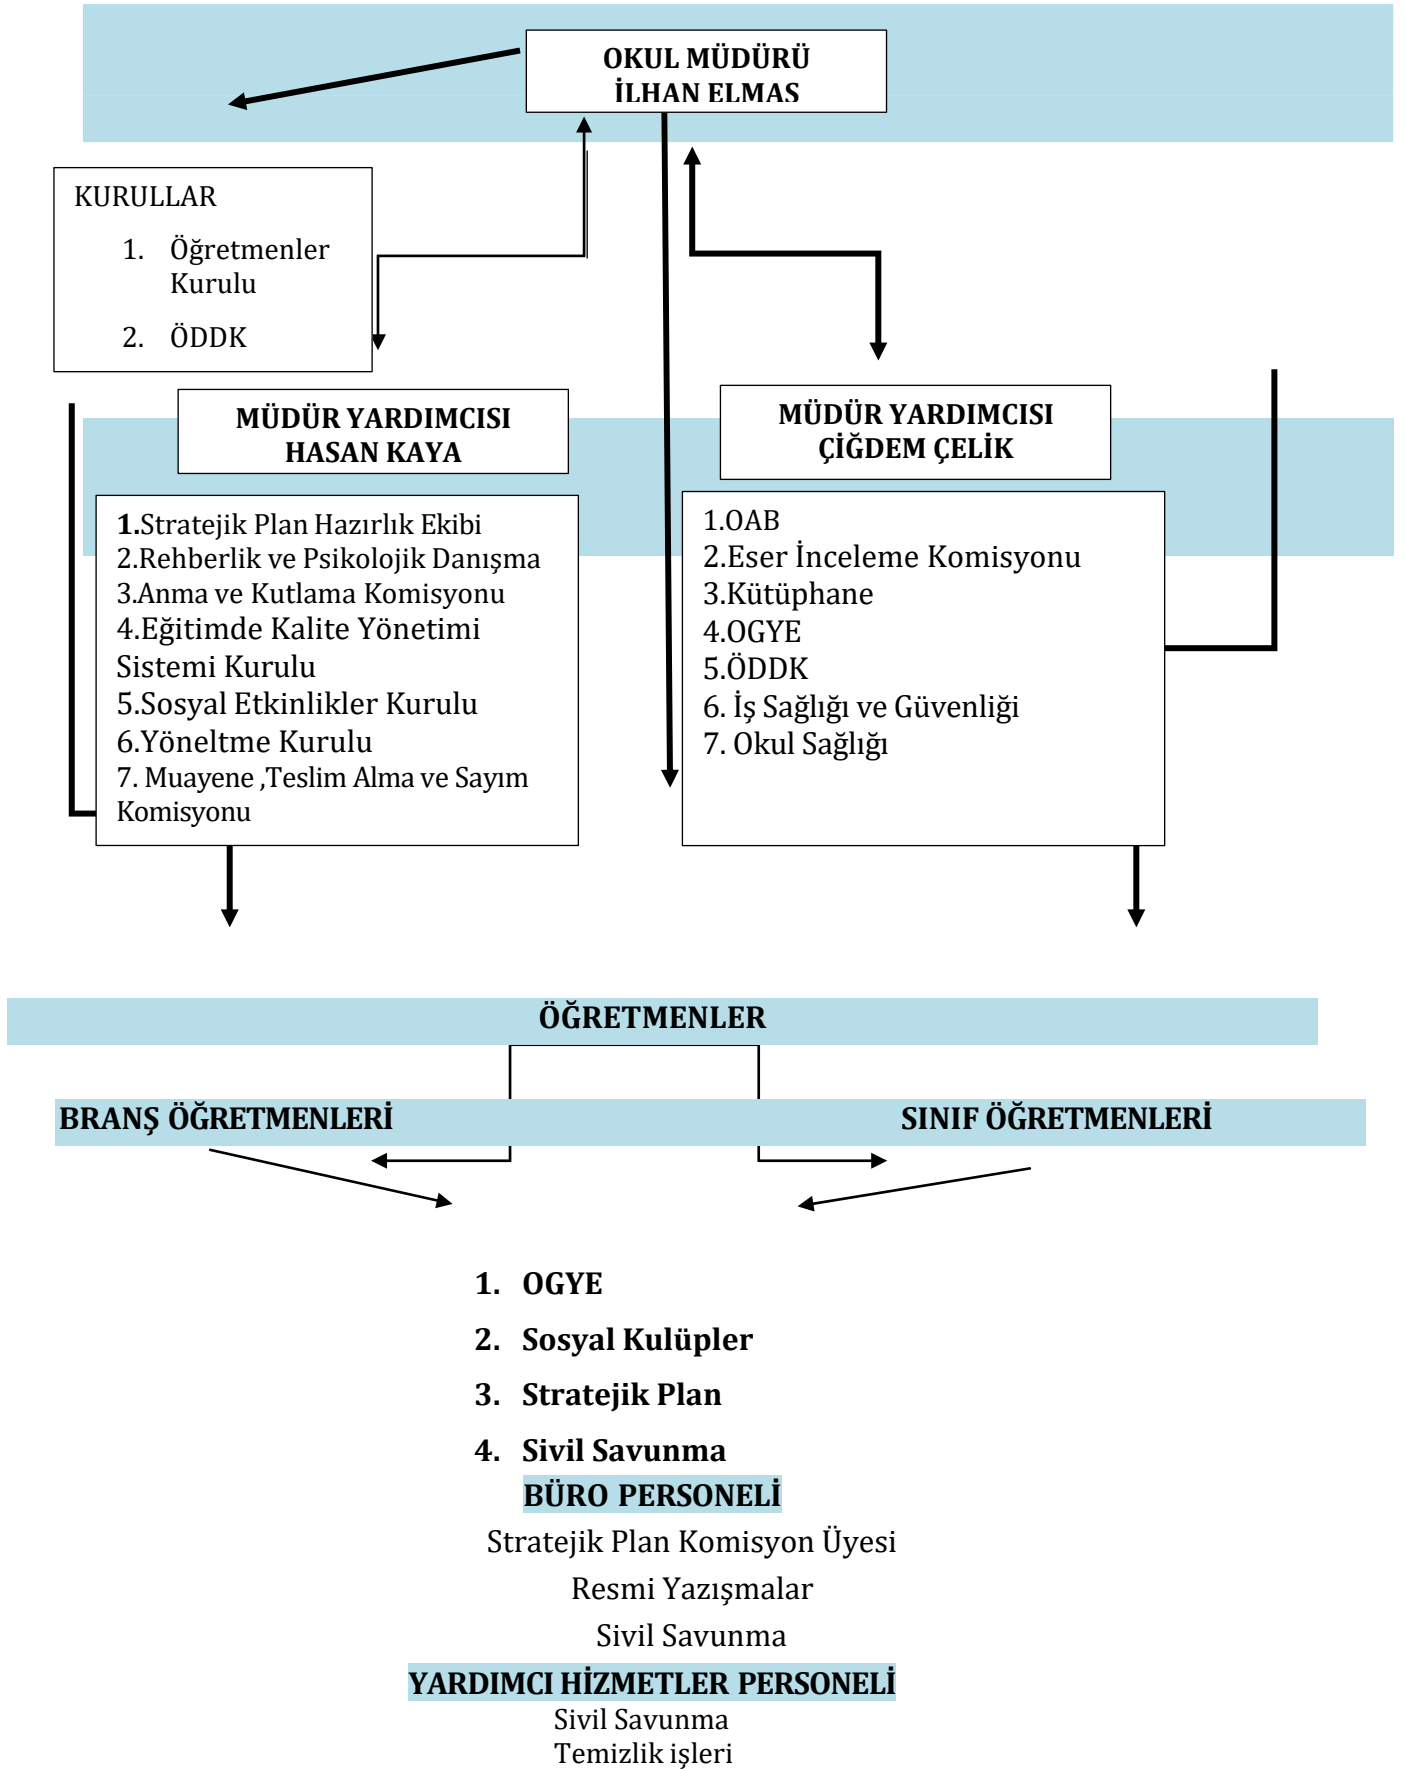 OKUL MÜDÜRÜ
İLHAN ELMAS
KURULLAR
1. Öğretmenler
Kurulu
2. ÖDDK
MÜDÜR YARDIMCISI
HASAN KAYA
MÜDÜR YARDIMCISI
ÇİĞDEM ÇELİK
1.Stratejik Plan Hazırlık Ekibi
2.Rehberlik ve Psikolojik Danışma
3.Anma ve Kutlama Komisyonu
4.Eğitimde Kalite Yönetimi
Sistemi Kurulu
5.Sosyal Etkinlikler Kurulu
6.Yöneltme Kurulu
7. Muayene ,Teslim Alma ve Sayım
Komisyonu
1.OAB
2.Eser İnceleme Komisyonu
3.Kütüphane
4.OGYE
5.ÖDDK
6. İş Sağlığı ve Güvenliği
7. Okul Sağlığı
ÖĞRETMENLER
BRANŞ ÖĞRETMENLERİ
SINIF ÖĞRETMENLERİ
1. OGYE
2. Sosyal Kulüpler
3. Stratejik Plan
4. Sivil Savunma
BÜRO PERSONELİ
Stratejik Plan Komisyon Üyesi
Resmi Yazışmalar
Sivil Savunma
YARDIMCI HİZMETLER PERSONELİ
Sivil Savunma
Temizlik işleri